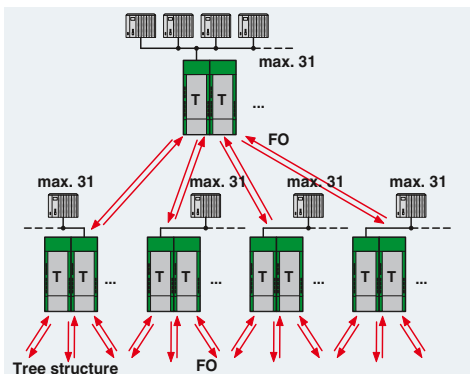 max. 31
T T ...
FO
max. 31 max. 31 max. 31 max. 31
T T ... T T ... T T ... T T ...
Tree structure FO